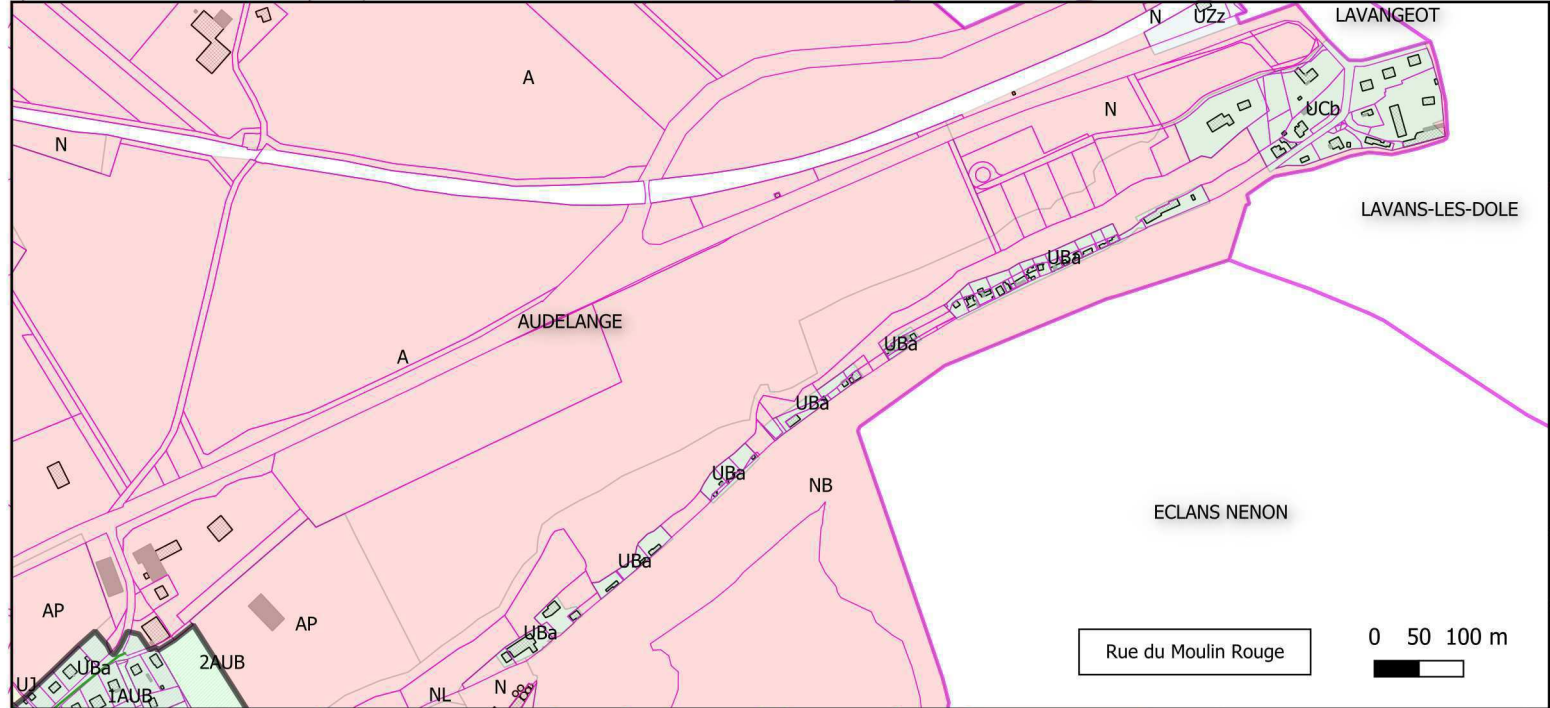 N
UZz
LAVANGEOT
A
N
N
UCb
LAVANS-LES-DOLE
UBa
AUDELANGE
UBa
A
UBa
UBa
NB
ECLANS NENON
UBa
AP
AP
UBa
Rue du Moulin Rouge
0 50 100 m
UBa
2AUB
UJ
1AUB
NL
N